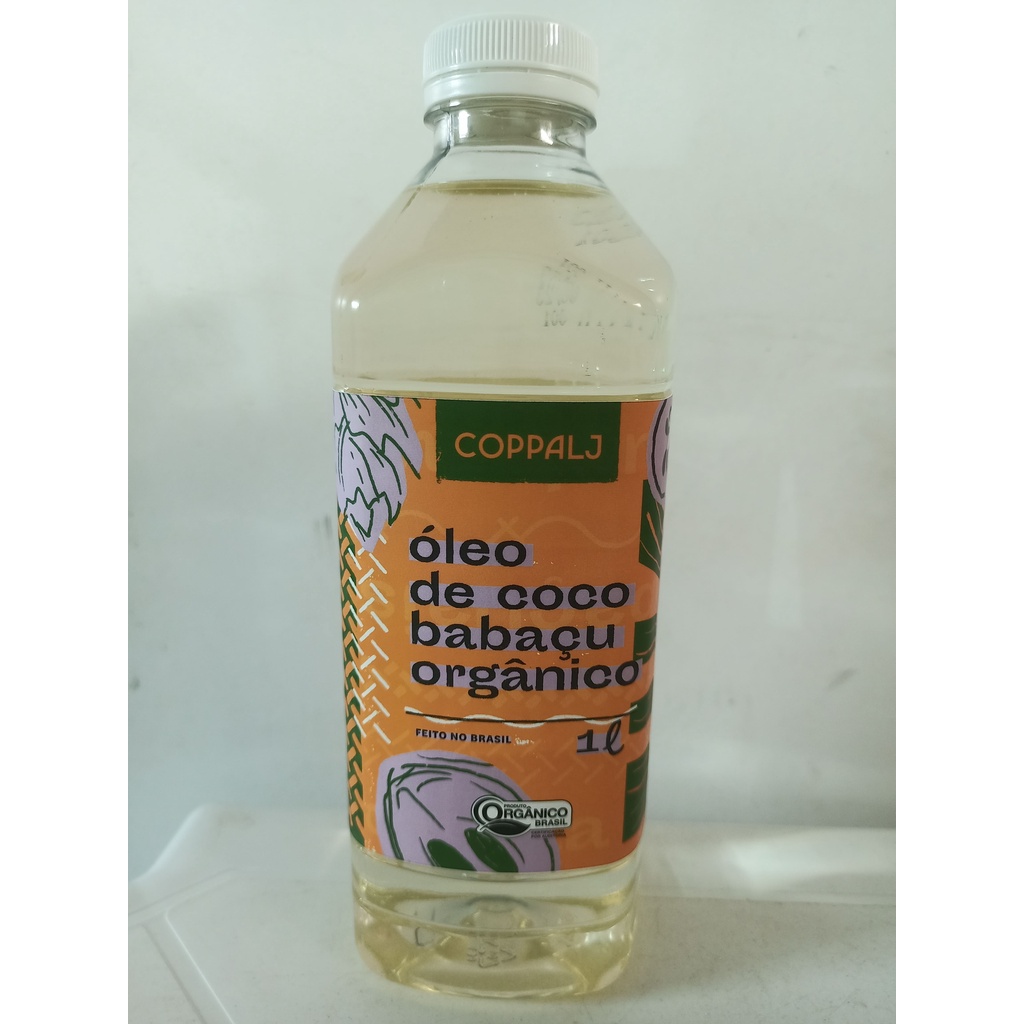 COPPALJ
óleo
de coco
babaçu
orgânico
FEITO NO BRASIL
1l
PRODUTO
ORGÂNICO
BRASIL